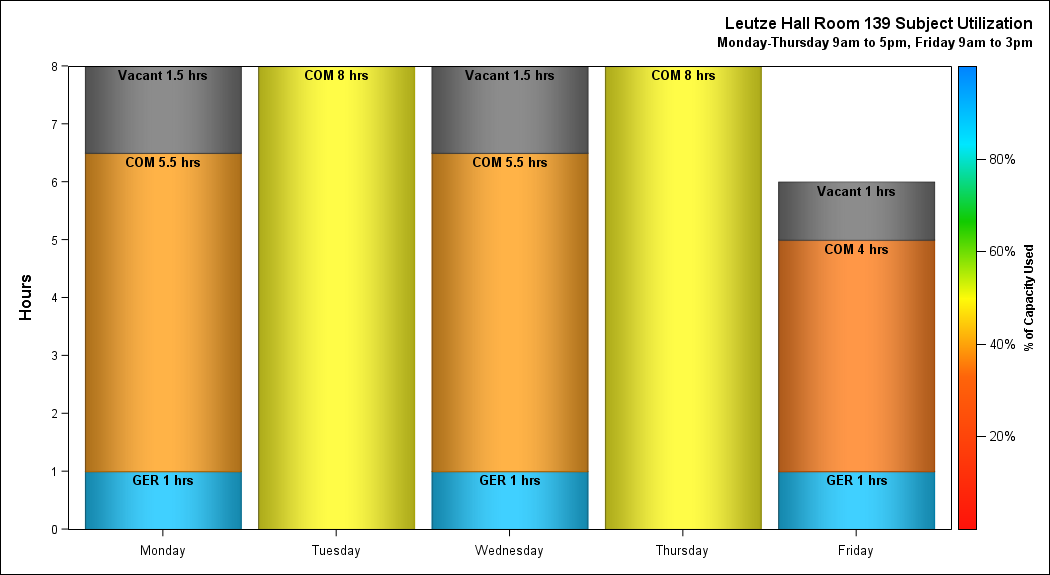 Leutze Hall Room 139 Subject Utilization
Monday-Thursday 9am to 5pm, Friday 9am to 3pm
Hours
8
7
6
5
4
3
2
1
0
Vacant 1.5 hrs
COM 5.5 hrs
GER 1 hrs
COM 8 hrs
Vacant 1.5 hrs
COM 5.5 hrs
GER 1 hrs
COM 8 hrs
Vacant 1 hrs
COM 4 hrs
GER 1 hrs
Monday
Tuesday
Wednesday
Thursday
Friday
80%
60%
40%
20%
% of Capacity Used